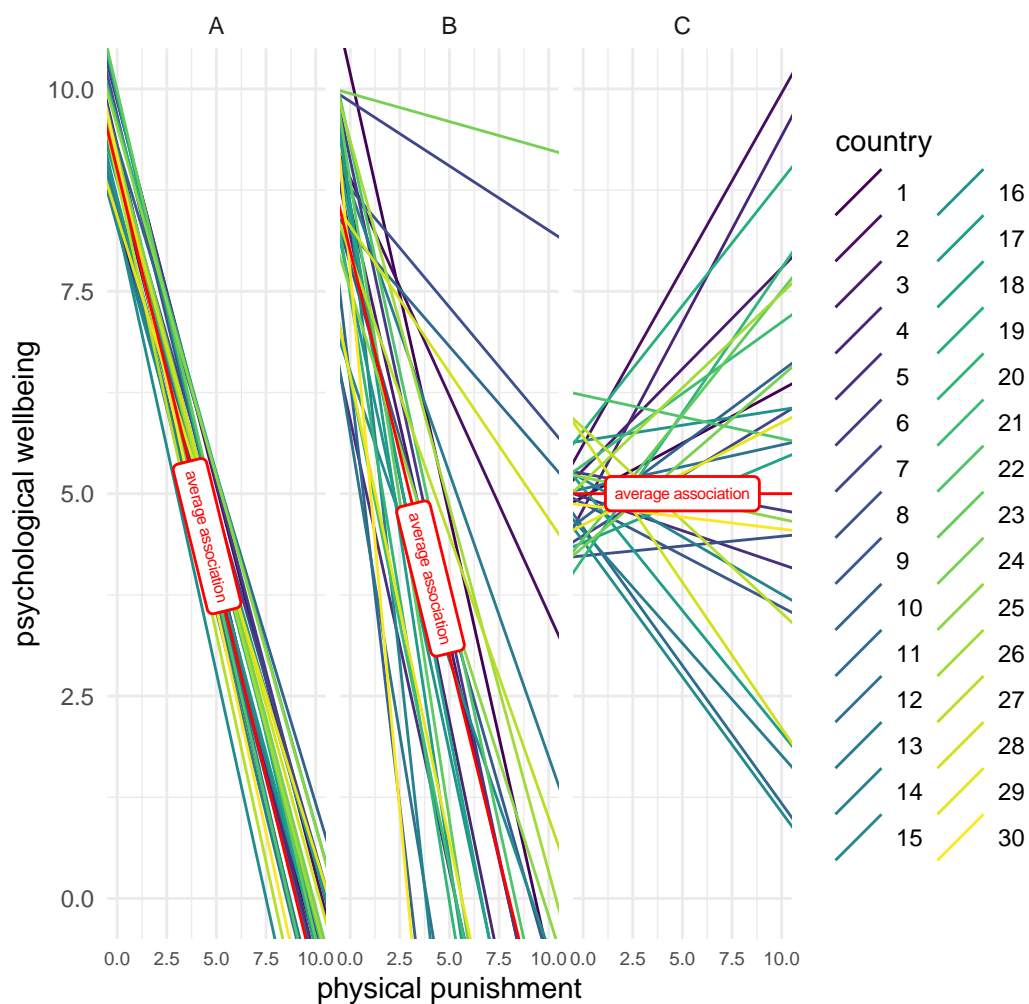 A B C
10.0
7.5
5.0
2.5
0.0
psychological wellbeing
average association
average association
average association
0.0 2.5 5.0 7.5 10.0 0.0 2.5 5.0 7.5 10.0 0.0 2.5 5.0 7.5 10.0
physical punishment
country
1 16
2 17
3 18
4 19
5 20
6 21
7 22
8 23
9 24
10 25
11 26
12 27
13 28
14 29
15 30